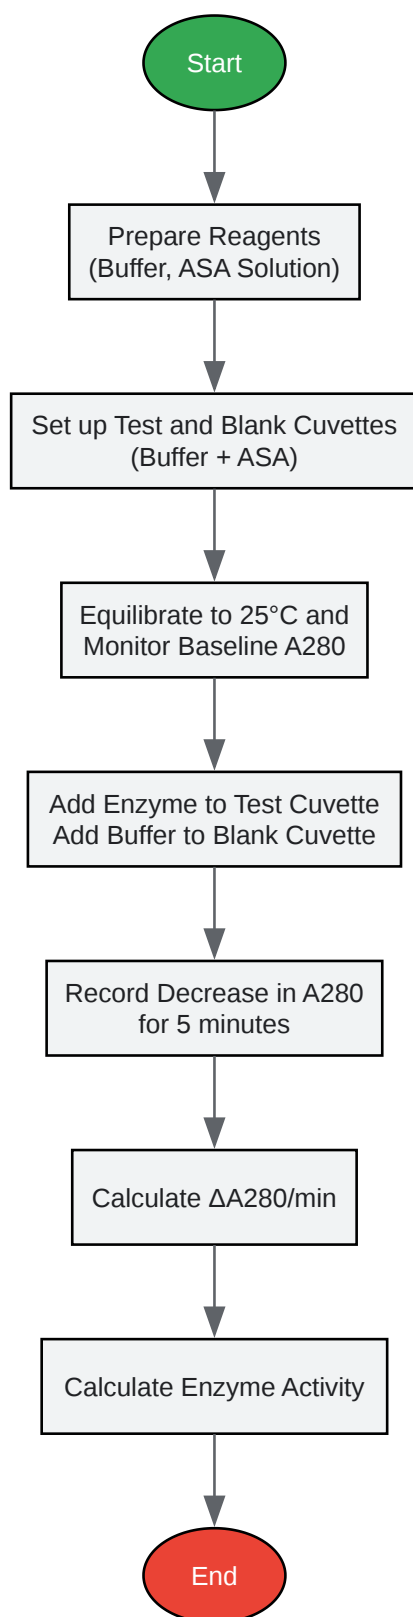 Start
Prepare Reagents
(Buffer, ASA Solution)
Set up Test and Blank Cuvettes
(Buffer + ASA)
Equilibrate to 25°C and
Monitor Baseline A280
Add Enzyme to Test Cuvette
Add Buffer to Blank Cuvette
Record Decrease in A280
for 5 minutes
Calculate ΔA280/min
Calculate Enzyme Activity
End